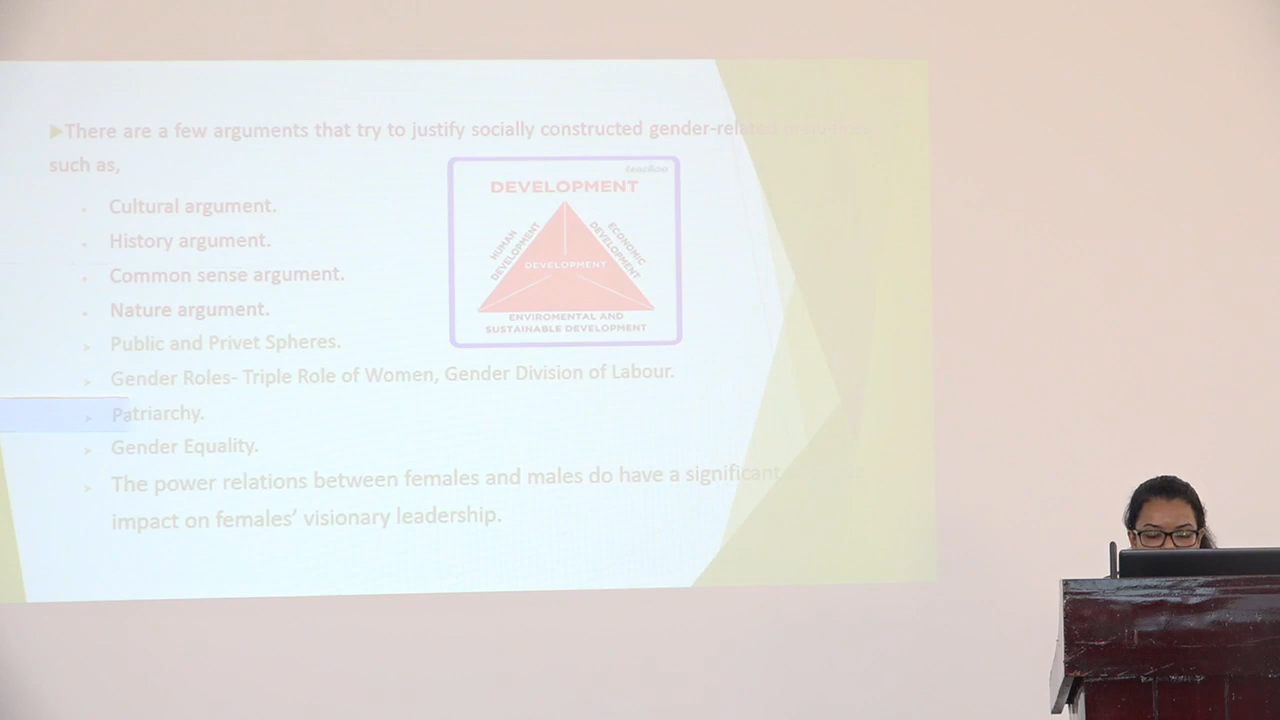 ▶There are a few arguments that try to justify socially constructed gender-related
such as,
Cultural argument.
History argument.
Common sense argument.
Nature argument.
Public and Privet Spheres.
Gender Roles- Triple Role of Women, Gender Division of Labour.
Patriarchy.
Gender Equality.
The power relations between females and males do have a significant
impact on females’ visionary leadership.
DEVELOPMENT
HUMAN
DEVELOPMENT
ECONOMIC
DEVELOPMENT
DEVELOPMENT
ENVIROMENTAL AND
SUSTAINABLE DEVELOPMENT